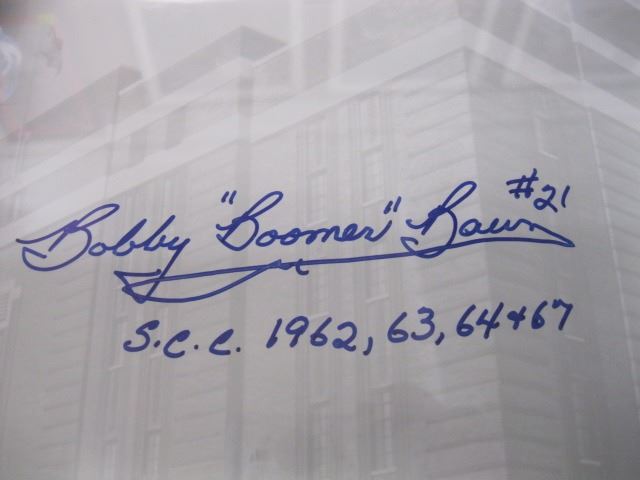 Bobby "Boomer" Baun #21
S.C.C. 1962, 63, 64 + 67